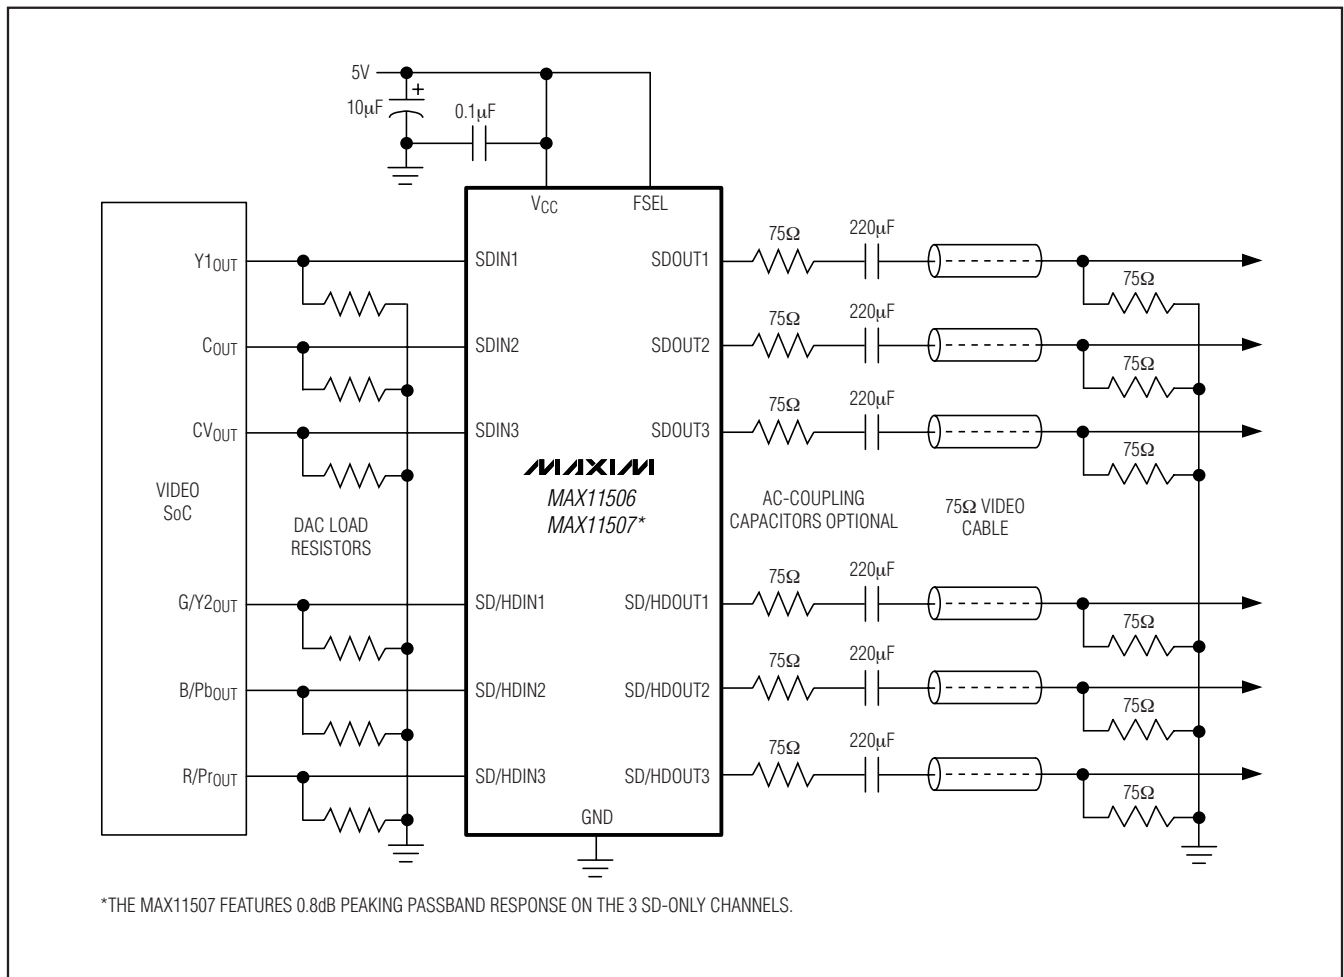 5V
+
10µF
0.1µF
VCC
FSEL
75Ω
220µF
Y1OUT
SDIN1
SDOUT1
75Ω
75Ω
220µF
COUT
SDIN2
SDOUT2
75Ω
75Ω
220µF
CVOUT
SDIN3
SDOUT3
75Ω
MAXIM
VIDEO
SoC
MAX11506
MAX11507*
DAC LOAD
RESISTORS
AC-COUPLING
CAPACITORS OPTIONAL
75Ω VIDEO
CABLE
75Ω
220µF
G/Y2OUT
SD/HDIN1
SD/HDOUT1
75Ω
75Ω
220µF
B/PbOUT
SD/HDIN2
SD/HDOUT2
75Ω
75Ω
220µF
R/PrOUT
SD/HDIN3
SD/HDOUT3
75Ω
GND
*THE MAX11507 FEATURES 0.8dB PEAKING PASSBAND RESPONSE ON THE 3 SD-ONLY CHANNELS.